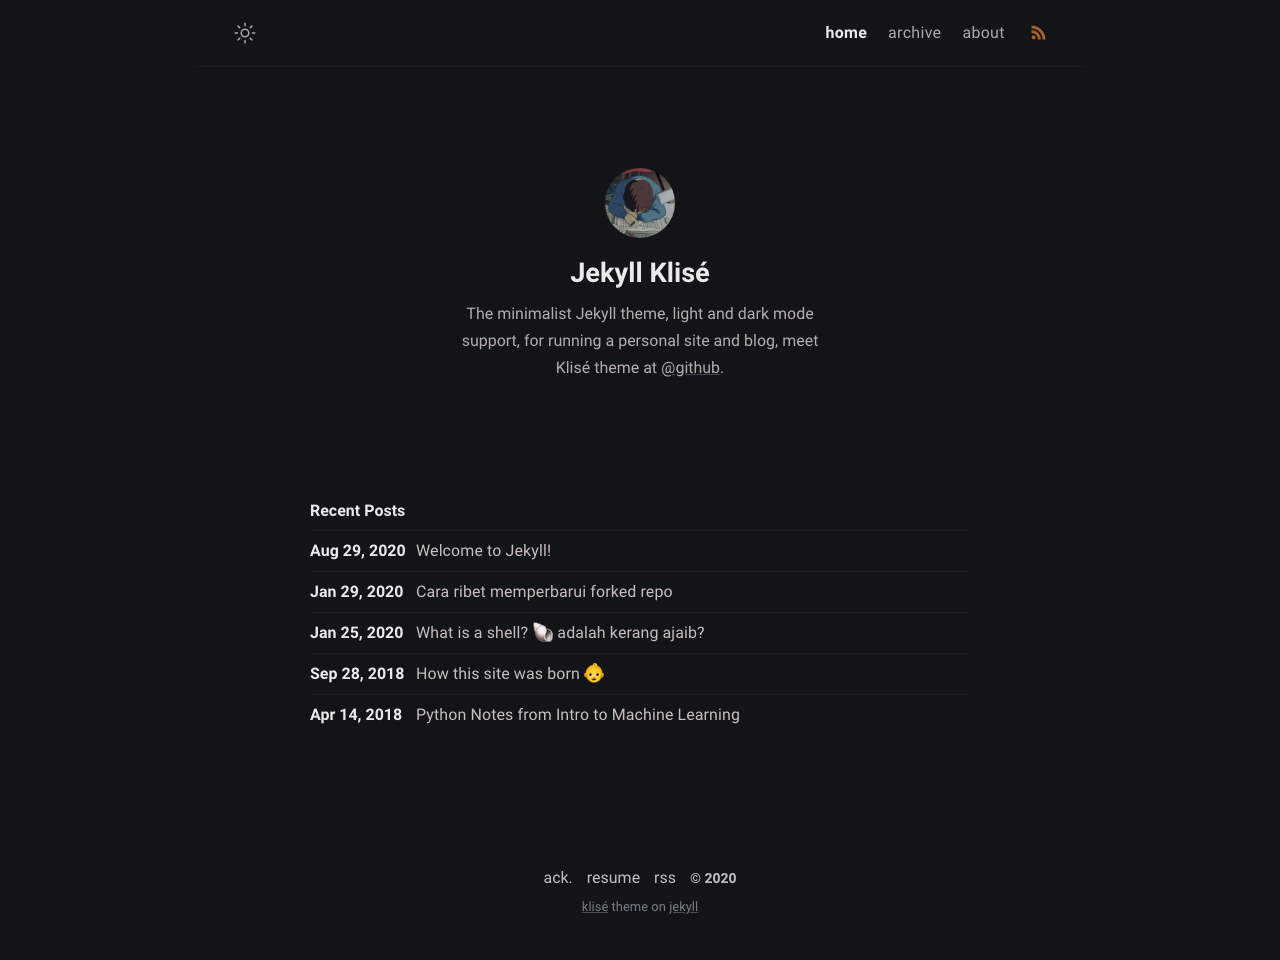 home archive about
Jekyll Klisé
The minimalist Jekyll theme, light and dark mode
support, for running a personal site and blog, meet
Klisé theme at @github.
Recent Posts
Aug 29, 2020 Welcome to Jekyll!
Jan 29, 2020 Cara ribet memperbarui forked repo
Jan 25, 2020 What is a shell? 🐚 adalah kerang ajaib?
Sep 28, 2018 How this site was born 👶
Apr 14, 2018 Python Notes from Intro to Machine Learning
ack. resume rss © 2020
klisé theme on jekyll